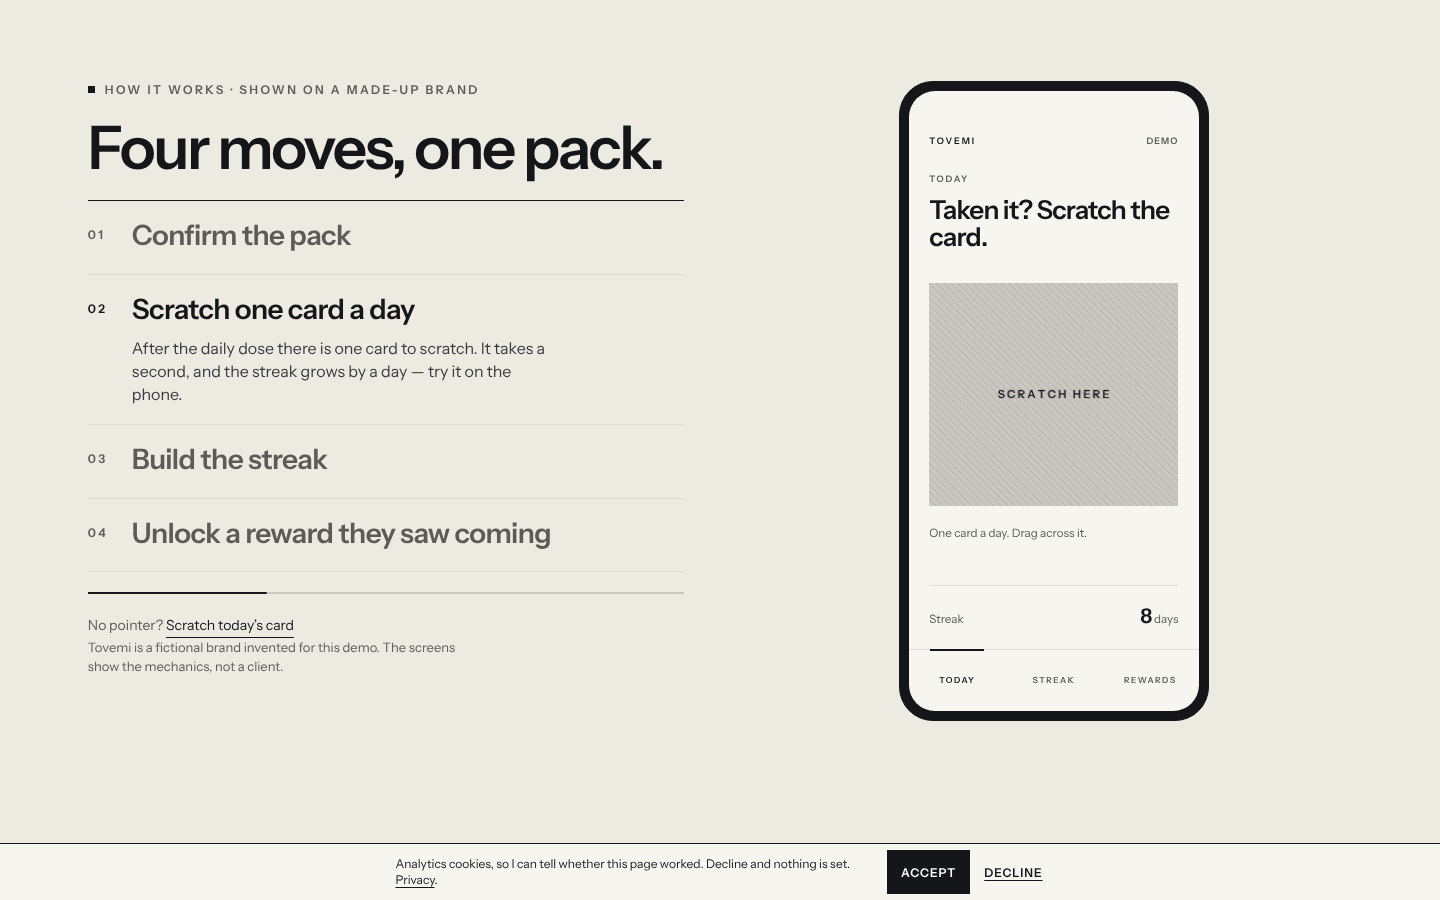 HOW IT WORKS · SHOWN ON A MADE-UP BRAND
Four moves, one pack.
01 Confirm the pack
02 Scratch one card a day
After the daily dose there is one card to scratch. It takes a
second, and the streak grows by a day — try it on the
phone.
03 Build the streak
04 Unlock a reward they saw coming
No pointer? Scratch today’s card
Tovemi is a fictional brand invented for this demo. The screens
show the mechanics, not a client.
TOVEMI DEMO
TODAY
Taken it? Scratch the
card.
SCRATCH HERE
One card a day. Drag across it.
Streak 8 days
TODAY STREAK REWARDS
Analytics cookies, so I can tell whether this page worked. Decline and nothing is set.
Privacy.
ACCEPT DECLINE